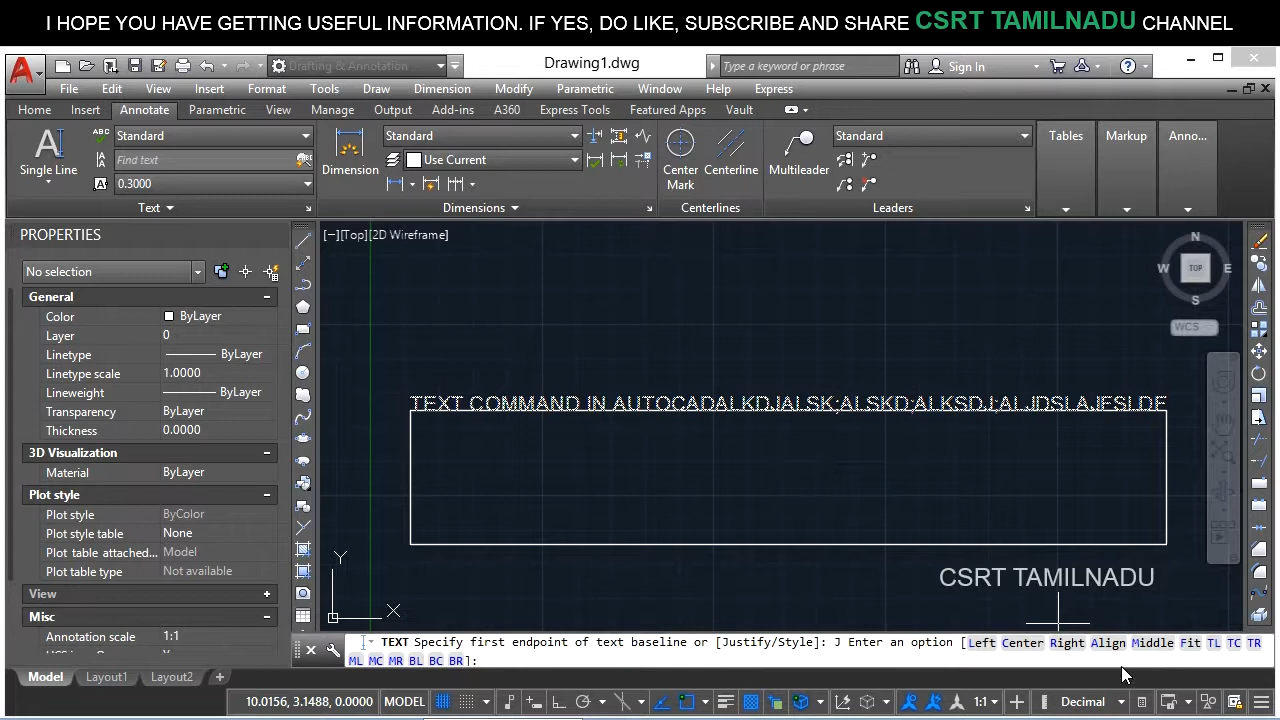 I HOPE YOU HAVE GETTING USEFUL INFORMATION. IF YES, DO LIKE, SUBSCRIBE AND SHARE CSRT TAMILNADU CHANNEL
Drafting & Annotation Drawing1.dwg Type a keyword or phrase Sign In
File Edit View Insert Format Tools Draw Dimension Modify Parametric Window Help Express
Home Insert Annotate Parametric View Manage Output Add-ins A360 Express Tools Featured Apps Vault
Standard Standard Standard Tables Markup Anno...
Find text Use Current
Single Line Dimension Center Mark Centerline Multileader
0.3000
Text Dimensions Centerlines Leaders
PROPERTIES
[−][Top][2D Wireframe]
N
W TOP E
S
WCS
No selection
General
Color ByLayer
Layer 0
Linetype ByLayer
Linetype scale 1.0000
Lineweight ByLayer
Transparency ByLayer
Thickness 0.0000
3D Visualization
Material ByLayer
Plot style
Plot style ByColor
Plot style table None
Plot table attached... Model
Plot table type Not available
View
Misc
Annotation scale 1:1
TEXT COMMAND IN
CSRT TAMILNADU
Y
X
TEXT Specify first endpoint of text baseline or [Justify/Style]: J Enter an option [Left Center Right Align Middle Fit TL TC TR
ML MC MR BL BC BR]:
Model Layout1 Layout2 +
10.0156, 3.1488, 0.0000 MODEL 1:1 Decimal